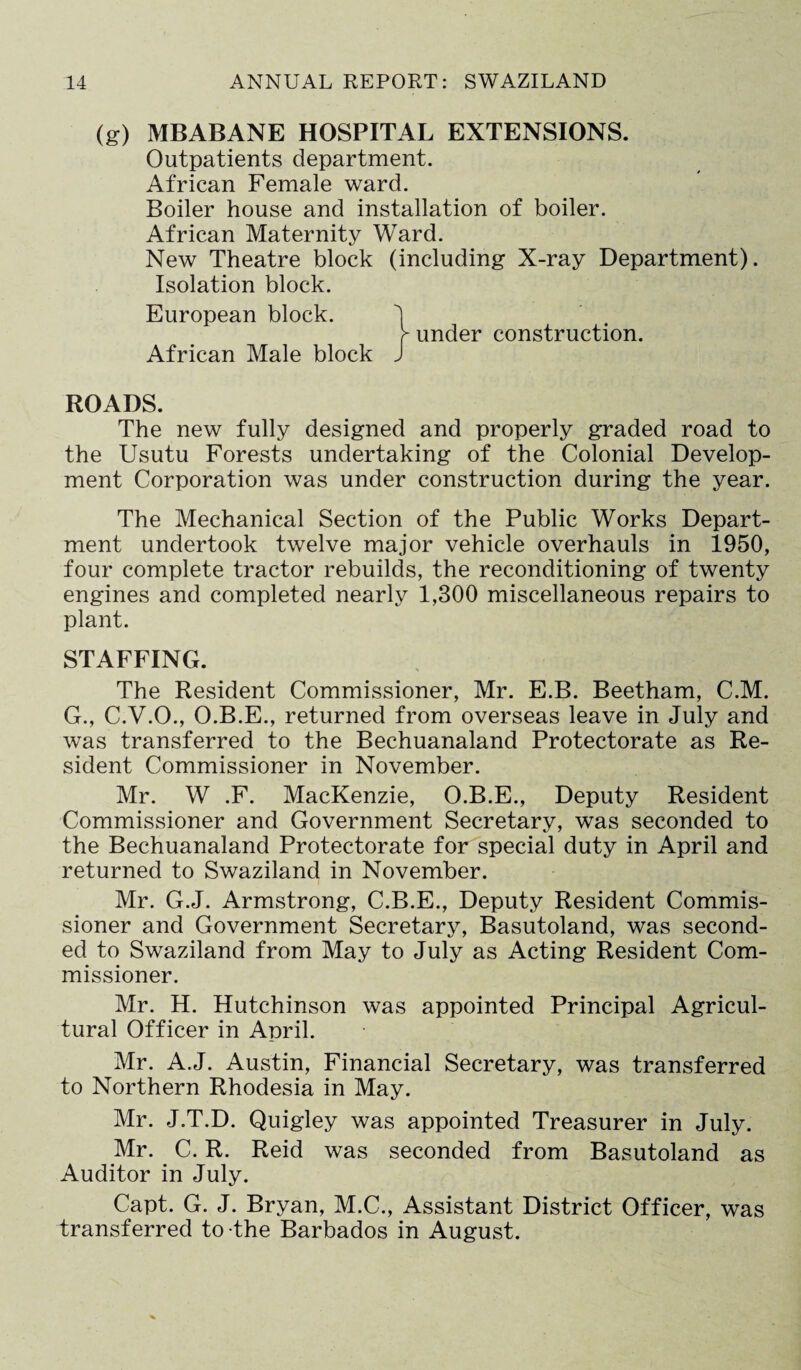 14 ANNUAL REPORT: SWAZILAND
(g) MBABANE HOSPITAL EXTENSIONS.
Outpatients department.
African Female ward.
Boiler house and installation of boiler.
African Maternity Ward.
New Theatre block (including X-ray Department).
Isolation block.
European block. }
} under construction.
African Male block }
ROADS.
The new fully designed and properly graded road to
the Usutu Forests undertaking of the Colonial Develop-
ment Corporation was under construction during the year.
The Mechanical Section of the Public Works Depart-
ment undertook twelve major vehicle overhauls in 1950,
four complete tractor rebuilds, the reconditioning of twenty
engines and completed nearly 1,300 miscellaneous repairs to
plant.
STAFFING.
The Resident Commissioner, Mr. E.B. Beetham, C.M.
G., C.V.O., O.B.E., returned from overseas leave in July and
was transferred to the Bechuanaland Protectorate as Re-
sident Commissioner in November.
Mr. W .F. MacKenzie, O.B.E., Deputy Resident
Commissioner and Government Secretary, was seconded to
the Bechuanaland Protectorate for special duty in April and
returned to Swaziland in November.
Mr. G.J. Armstrong, C.B.E., Deputy Resident Commis-
sioner and Government Secretary, Basutoland, was second-
ed to Swaziland from May to July as Acting Resident Com-
missioner.
Mr. H. Hutchinson was appointed Principal Agricul-
tural Officer in April.
Mr. A.J. Austin, Financial Secretary, was transferred
to Northern Rhodesia in May.
Mr. J.T.D. Quigley was appointed Treasurer in July.
Mr. C. R. Reid was seconded from Basutoland as
Auditor in July.
Capt. G. J. Bryan, M.C., Assistant District Officer, was
transferred to the Barbados in August.